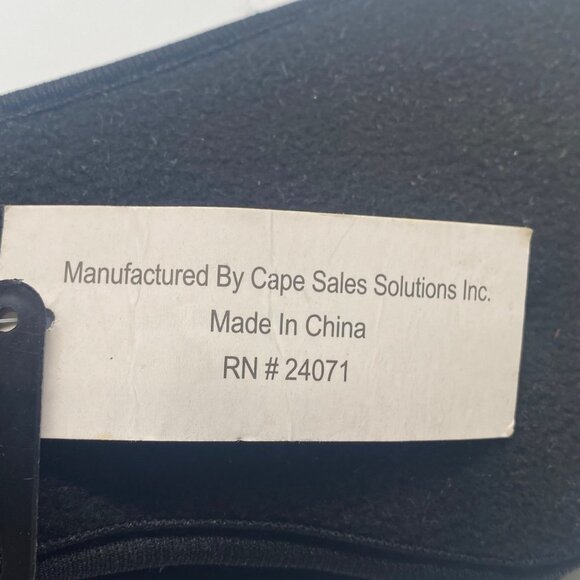 Manufactured By Cape Sales Solutions Inc.
Made In China
RN # 24071